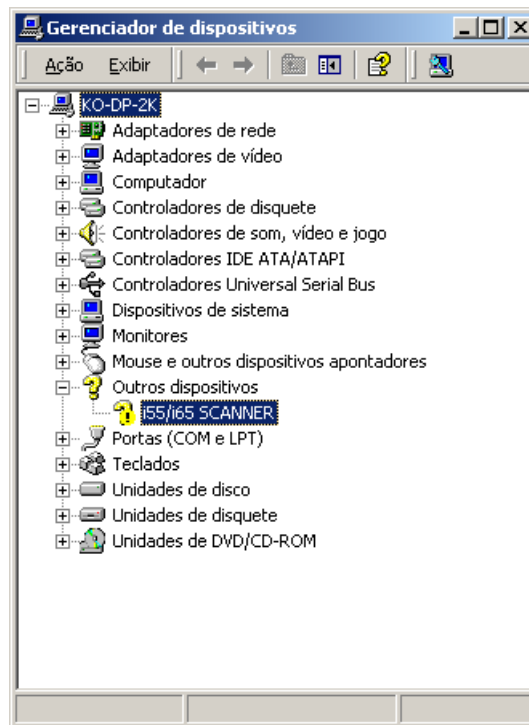 Gerenciador de dispositivos
Ação Exibir
KO-DP-2K
Adaptadores de rede
Adaptadores de vídeo
Computador
Controladores de disquete
Controladores de som, vídeo e jogo
Controladores IDE ATA/ATAPI
Controladores Universal Serial Bus
Dispositivos de sistema
Monitores
Mouse e outros dispositivos apontadores
Outros dispositivos
i55/i65 SCANNER
Portas (COM e LPT)
Teclados
Unidades de disco
Unidades de disquete
Unidades de DVD/CD-ROM